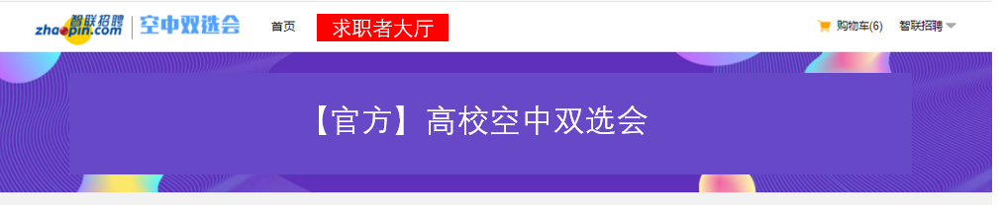 智联招聘
zhaopin.com
空中双选会
首页
求职者大厅
购物车(6)
智联招聘
【官方】高校空中双选会